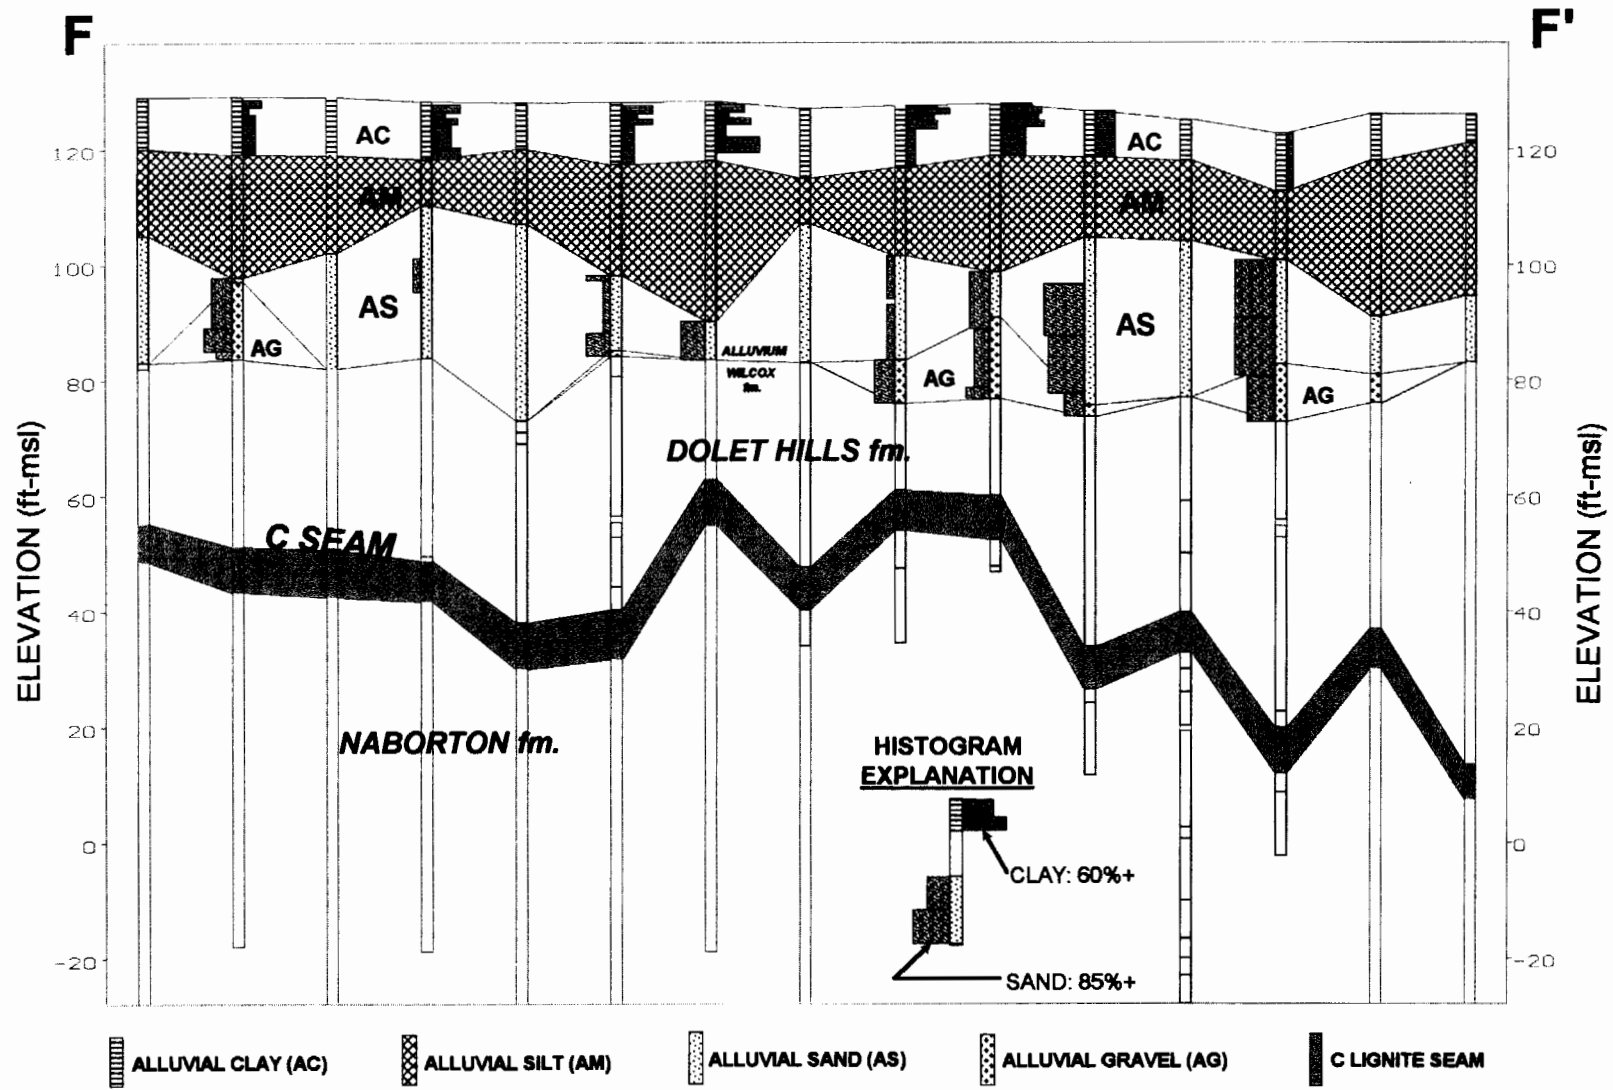 F
F'
AC
AC
120
120
AM
AM
100
100
AS
AS
AG
ALLUVIUM
WILCOX
fm.
AG
AG
80
80
DOLET HILLS fm.
60
60
C SEAM
ELEVATION (ft-msl)
ELEVATION (ft-msl)
40
40
20
20
NABORTON fm.
HISTOGRAM
EXPLANATION
0
0
CLAY: 60%+
-20
-20
SAND: 85%+
ALLUVIAL CLAY (AC)
ALLUVIAL SILT (AM)
ALLUVIAL SAND (AS)
ALLUVIAL GRAVEL (AG)
C LIGNITE SEAM